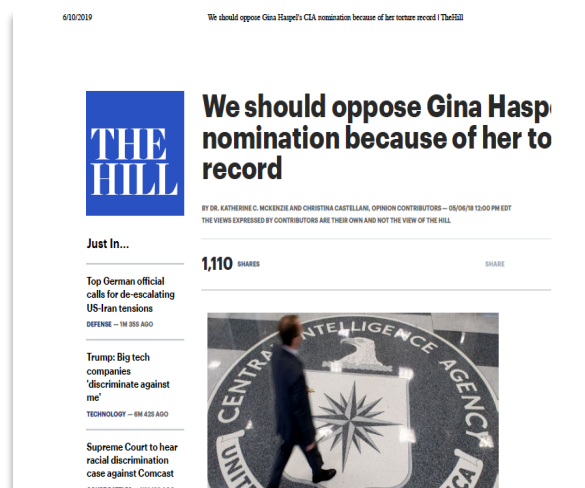 6/10/2019
We should oppose Gina Haspel's CIA nomination because of her torture record | TheHill
THE
HILL
We should oppose Gina Hasp
nomination because of her to
record
BY DR. KATHERINE C. MCKENZIE AND CHRISTINA CASTELLANI, OPINION CONTRIBUTORS — 05/06/18 12:00 PM EDT
THE VIEWS EXPRESSED BY CONTRIBUTORS ARE THEIR OWN AND NOT THE VIEW OF THE HILL
1,110 SHARES
SHARE
Just In...
Top German official
calls for de-escalating
US-Iran tensions
DEFENSE — 1M 35S AGO
Trump: Big tech
companies
'discriminate against
me'
TECHNOLOGY — 6M 42S AGO
Supreme Court to hear
racial discrimination
case against Comcast
CENTRA
NTELLIGENCE AGENCY
UNIT
CA